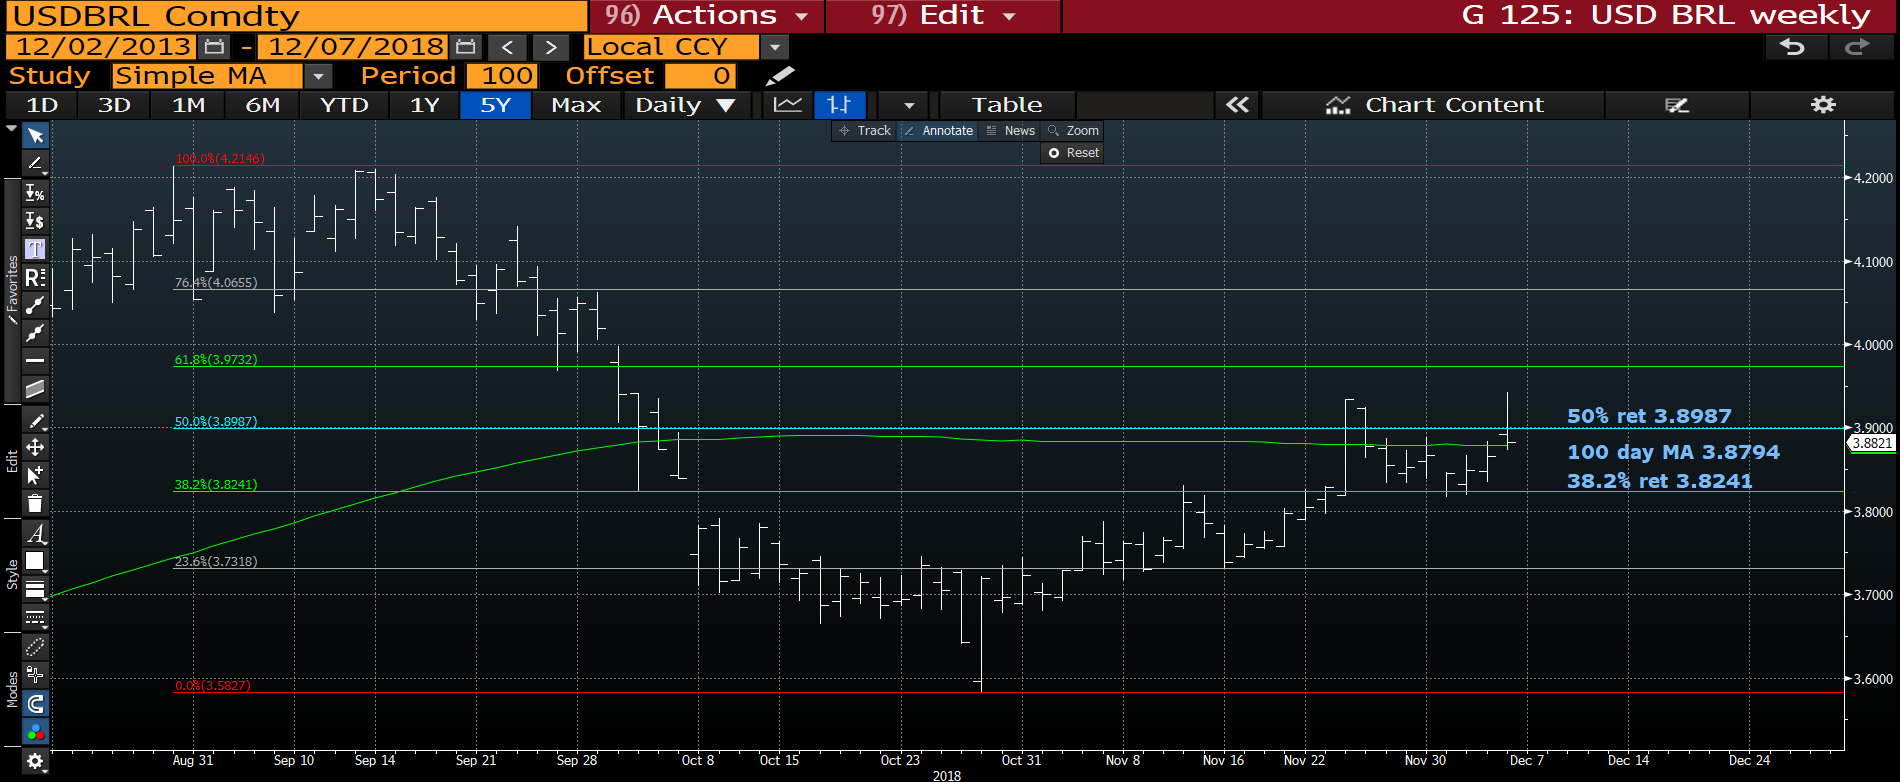 USDBRL Comdty 96) Actions 97) Edit G 125: USD BRL weekly
12/02/2013 - 12/07/2018 < > Local CCY
Study Simple MA Period 100 Offset 0
1D 3D 1M 6M YTD 1Y 5Y Max Daily ▼ Table « Chart Content
Track Annotate News Zoom
Reset
100.0%(4.2146)
4.2000
4.1000
76.4%(4.0655)
4.0000
61.8%(3.9732)
50.0%(3.8987)
50% ret 3.8987
3.9000
3.8821
100 day MA 3.8794
38.2%(3.8241)
38.2% ret 3.8241
3.8000
23.6%(3.7318)
3.7000
0.0%(3.5827)
3.6000
Favorites
Edit
Style
Modes
%
$
T
R
A
Aug 31 Sep 10 Sep 14 Sep 21 Sep 28 Oct 8 Oct 15 Oct 23 Oct 31 Nov 8 Nov 16 Nov 22 Nov 30 Dec 7 Dec 14 Dec 24
2018